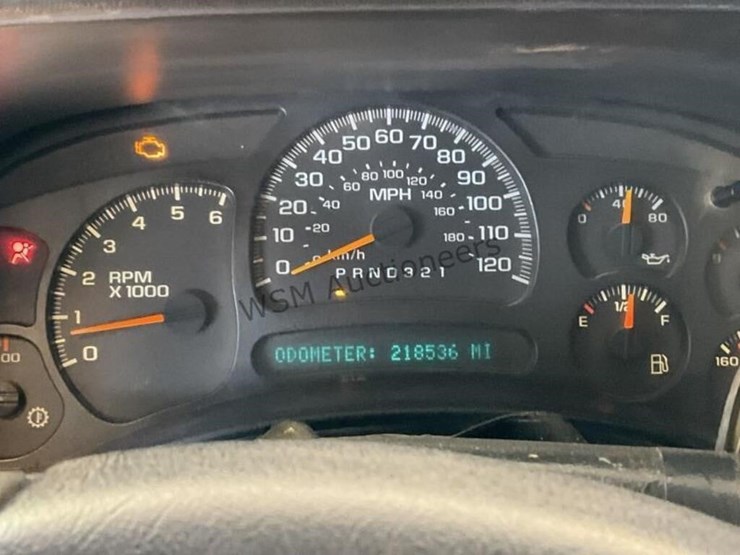 RPM
X 1000
0 1 2 3 4 5 6
0 10 20 30 40 50 60 70 80 90 100 110 120
MPH
20 40 60 80 100 120 140 160 180
km/h
P R N D 3 2 1
ODOMETER: 218536 MI
0 40 80
E 1/2 F
160
WSM Auctioneers